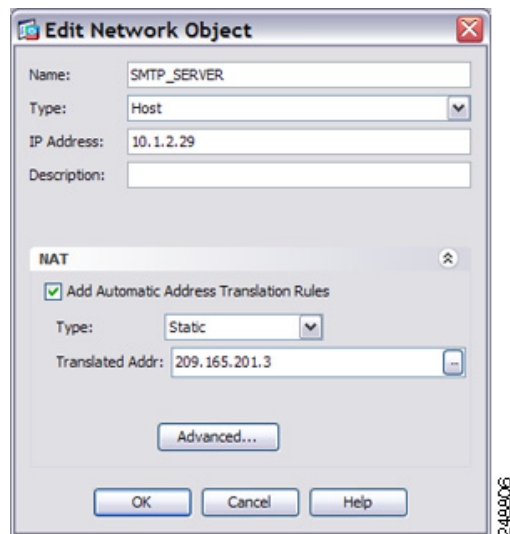 Edit Network Object
Name: SMTP_SERVER
Type: Host
IP Address: 10.1.2.29
Description:
NAT
Add Automatic Address Translation Rules
Type: Static
Translated Addr: 209.165.201.3
...
Advanced...
OK Cancel Help
248806